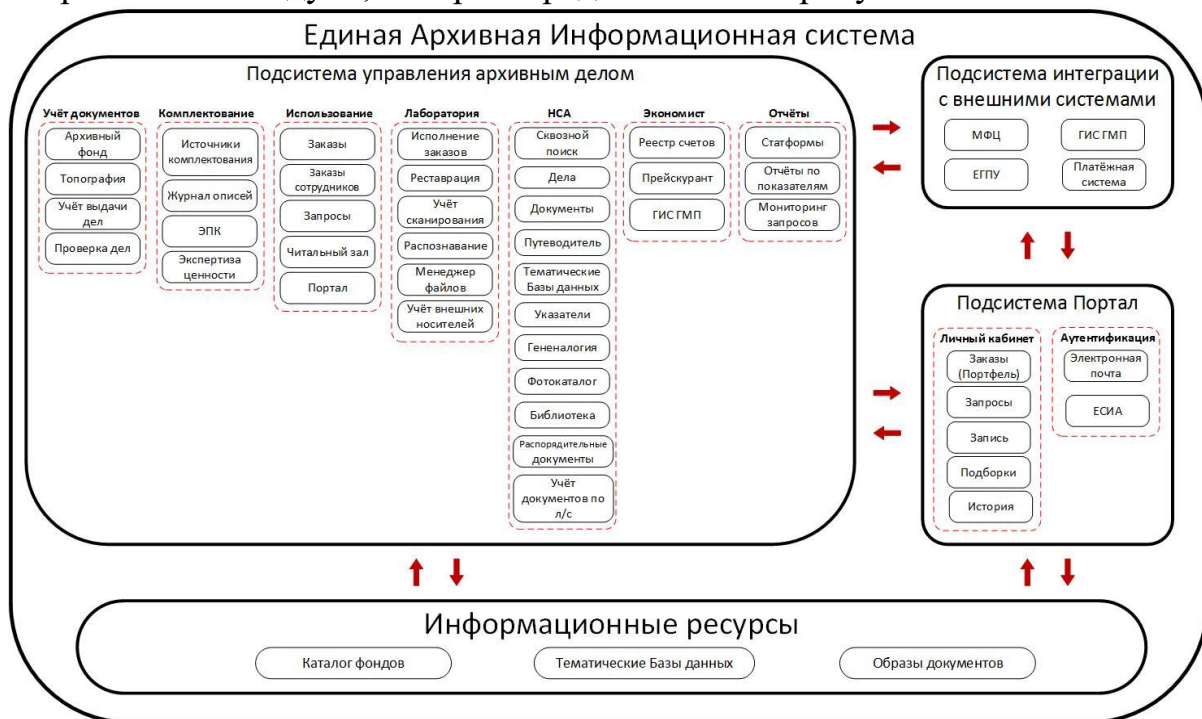 Единая Архивная Информационная система
Подсистема управления архивным делом
Учёт документов
Архивный
фонд
Топография
Учёт выдачи
дел
Проверка дел
Комплектование
Источники
комплектования
Журнал описей
ЭПК
Экспертиза
ценности
Использование
Заказы
Заказы
сотрудников
Запросы
Читальный зал
Портал
Лаборатория
Исполнение
заказов
Реставрация
Учёт
сканирования
Распознавание
Менеджер
файлов
Учёт внешних
носителей
НСА
Сквозной
поиск
Дела
Документы
Путеводитель
Тематические
Базы данных
Указатели
Гененалогия
Фотокаталог
Библиотека
Распорядительные
документы
Учёт
документов по
л/с
Экономист
Реестр счетов
Прейскурант
ГИС ГМП
Отчёты
Статформы
Отчёты по
показателям
Мониторинг
запросов
Подсистема интеграции
с внешними системами
МФЦ
ГИС ГМП
ЕГПУ
Платёжная
система
Подсистема Портал
Личный кабинет
Заказы
(Портфель)
Запросы
Запись
Подборки
История
Аутентификация
Электронная
почта
ЕСИА
Информационные ресурсы
Каталог фондов
Тематические Базы данных
Образы документов